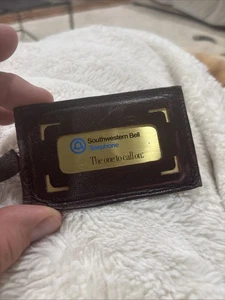 Southwestern Bell
Telephone
The one to call on.